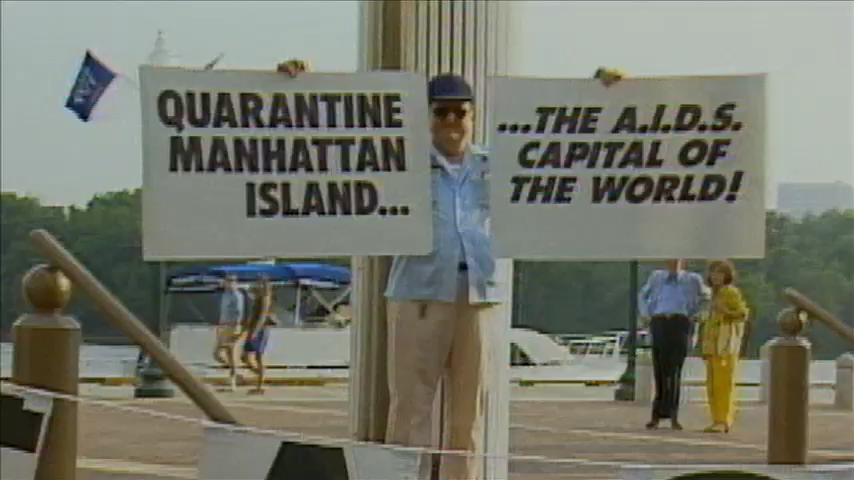 QUARANTINE
MANHATTAN
ISLAND...
...THE A.I.D.S.
CAPITAL OF
THE WORLD!